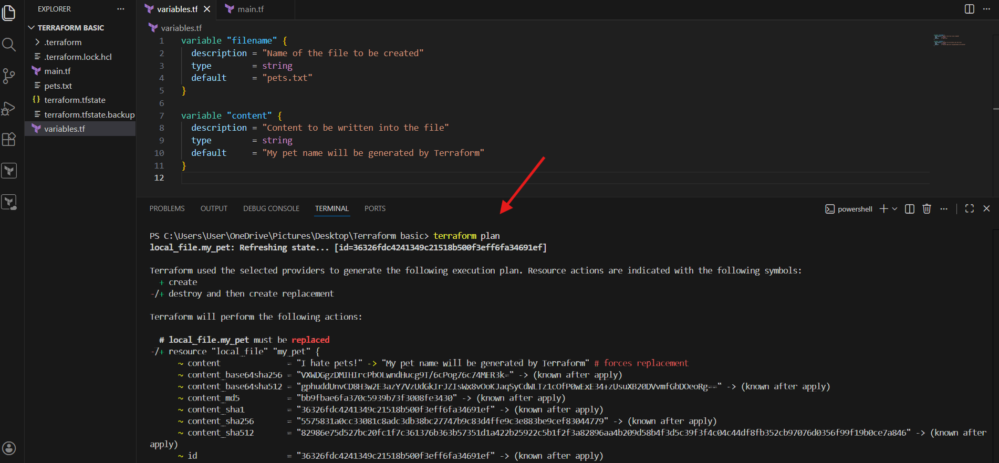 EXPLORER
TERRAFORM BASIC
.terraform
.terraform.lock.hcl
main.tf
pets.txt
terraform.tfstate
terraform.tfstate.backup
variables.tf
variables.tf
main.tf
variables.tf
1 variable "filename" {
2 description = "Name of the file to be created"
3 type = string
4 default = "pets.txt"
5 }
6
7 variable "content" {
8 description = "Content to be written into the file"
9 type = string
10 default = "My pet name will be generated by Terraform"
11 }
12
PROBLEMS OUTPUT DEBUG CONSOLE TERMINAL PORTS
powershell
PS C:\Users\User\OneDrive\Pictures\Desktop\Terraform basic> terraform plan
local_file.my_pet: Refreshing state... [id=36326fdc4241349c21518b500f3eff6fa34691ef]
Terraform used the selected providers to generate the following execution plan. Resource actions are indicated with the following symbols:
+ create
-/+ destroy and then create replacement
Terraform will perform the following actions:
# local_file.my_pet must be replaced
-/+ resource "local_file" "my_pet" {
~ content = "I hate pets!" -> "My pet name will be generated by Terraform" # forces replacement
~ content_base64sha256 = "VXWDGgzDMIHIrcPbOLwndHucg9T/6cPog76c74MER3k=" -> (known after apply)
~ content_base64sha512 = "gphuddUnvCD8H3w2E3azY7VzUdGkIrJZIsWx8vOoKJaqSyCdWLTz1cOfP0wExE34+zUsuXB20DVvmfGbDOeoRg==" -> (known after apply)
~ content_md5 = "bb9fbae6fa370c5939b73f3008fe3430" -> (known after apply)
~ content_sha1 = "36326fdc4241349c21518b500f3eff6fa34691ef" -> (known after apply)
~ content_sha256 = "5575831a0cc33081c8adc3db38bc27747b9c83d4ffe9c3e883be9cef83044779" -> (known after apply)
~ content_sha512 = "82986e75d527bc20fc1f7c361376b363b57351d1a422b25922c5b1f2f3a82896aa4b209d58b4f3d5c39f3f4c04c44df8fb352cb97076d0356f99f19b0ce7a846" -> (known after
apply)
~ id = "36326fdc4241349c21518b500f3eff6fa34691ef" -> (known after apply)